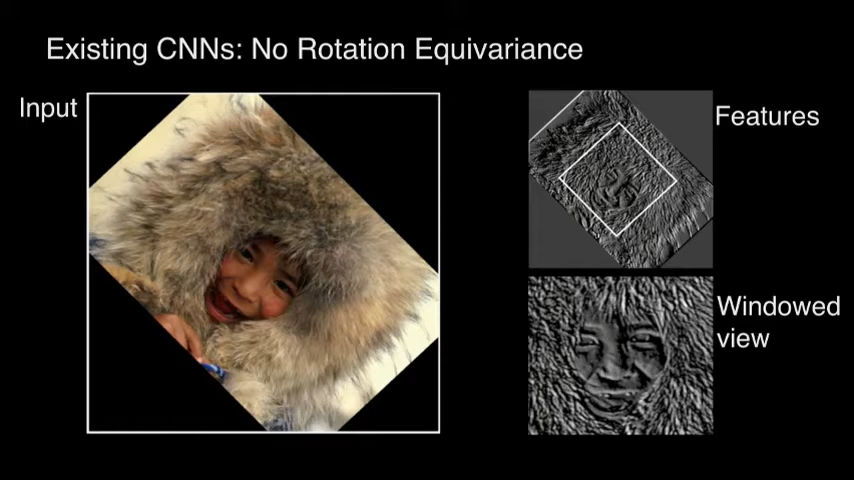 Existing CNNs: No Rotation Equivariance
Input
Features
Windowed
view